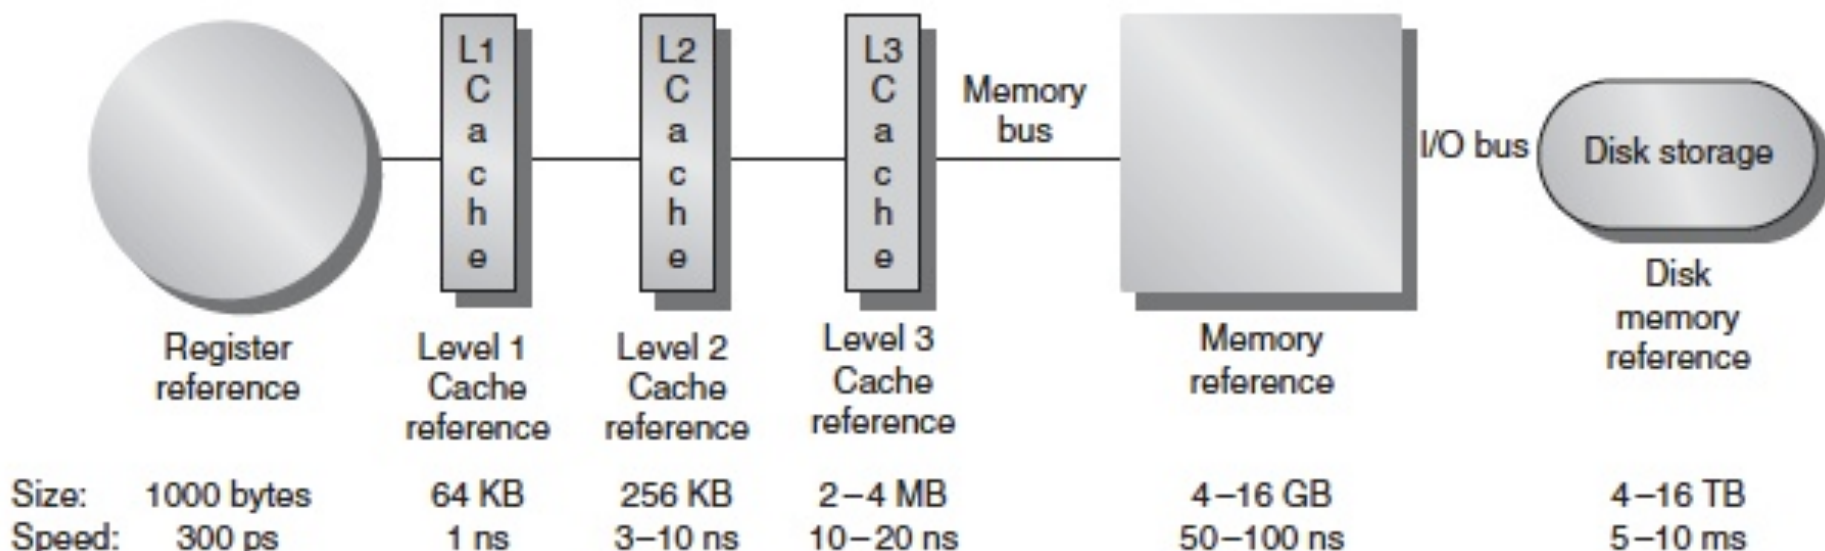 L1
C
a
c
h
e
L2
C
a
c
h
e
L3
C
a
c
h
e
Memory
bus
I/O bus
Disk storage
Register
reference
Level 1
Cache
reference
Level 2
Cache
reference
Level 3
Cache
reference
Memory
reference
Disk
memory
reference
Size: 1000 bytes 64 KB 256 KB 2–4 MB 4–16 GB 4–16 TB
Speed: 300 ps 1 ns 3–10 ns 10–20 ns 50–100 ns 5–10 ms